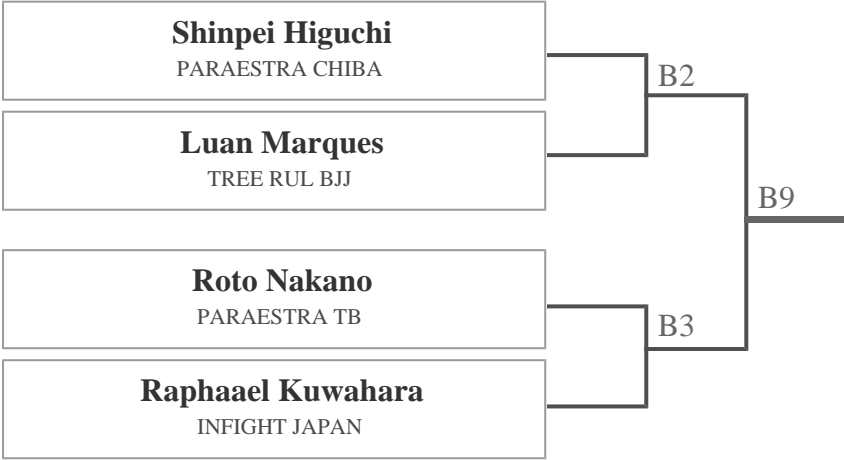 Shinpei Higuchi
PARAESTRA CHIBA
B2
Luan Marques
TREE RUL BJJ
B9
Roto Nakano
PARAESTRA TB
B3
Raphaael Kuwahara
INFIGHT JAPAN